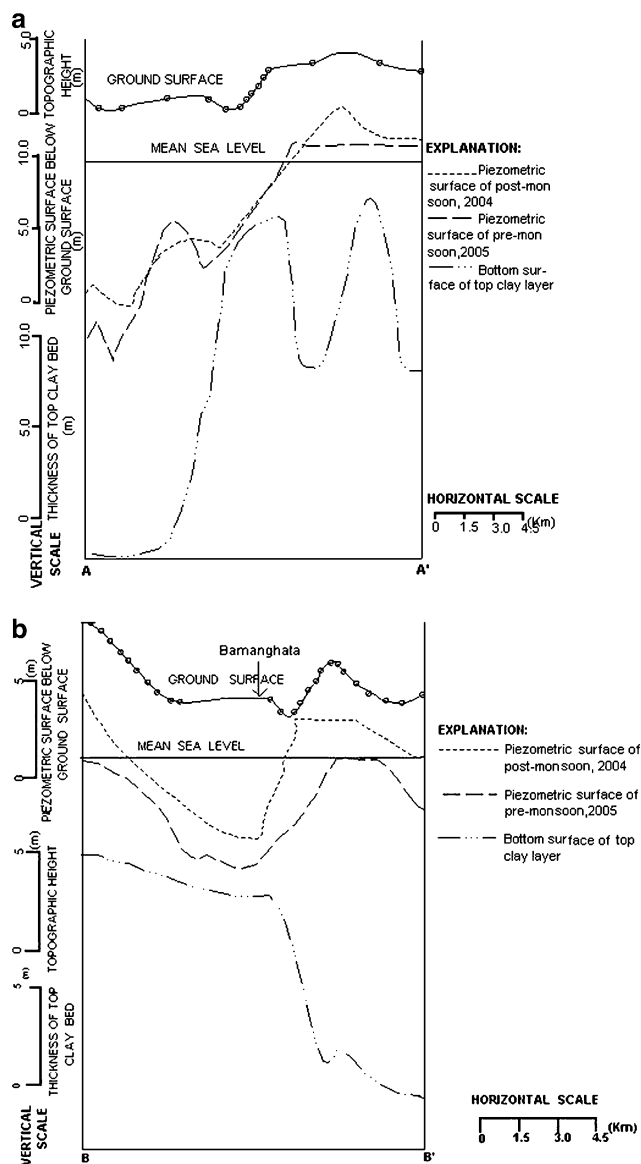 a
5.0
0
TOPOGRAPHIC
HEIGHT
(m)
GROUND SURFACE
10.0
5.0
0
PIEZOMETRIC SURFACE BELOW
GROUND SURFACE
(m)
MEAN SEA LEVEL
10.0
5.0
0
THICKNESS OF TOP CLAY BED
(m)
VERTICAL
SCALE
A
A'
EXPLANATION:
Piezometric
surface of post-mon
soon, 2004
Piezometric
surface of pre-mon
soon,2005
Bottom sur-
face of top clay layer
HORIZONTAL SCALE
0 1.5 3.0 4.5 (Km)
b
5
(m)
0
PIEZOMETRIC SURFACE BELOW
GROUND SURFACE
Bamanghata
GROUND SURFACE
MEAN SEA LEVEL
5
(m)
0
TOPOGRAPHIC HEIGHT
(m)
5
0
THICKNESS OF TOP
CLAY BED
VERTICAL
SCALE
B
B'
EXPLANATION:
Piezometric surface of
post-monsoon, 2004
Piezometric surface of
pre-monsoon,2005
Bottom surface of top
clay layer
HORIZONTAL SCALE
0 1.5 3.0 4.5 (Km)